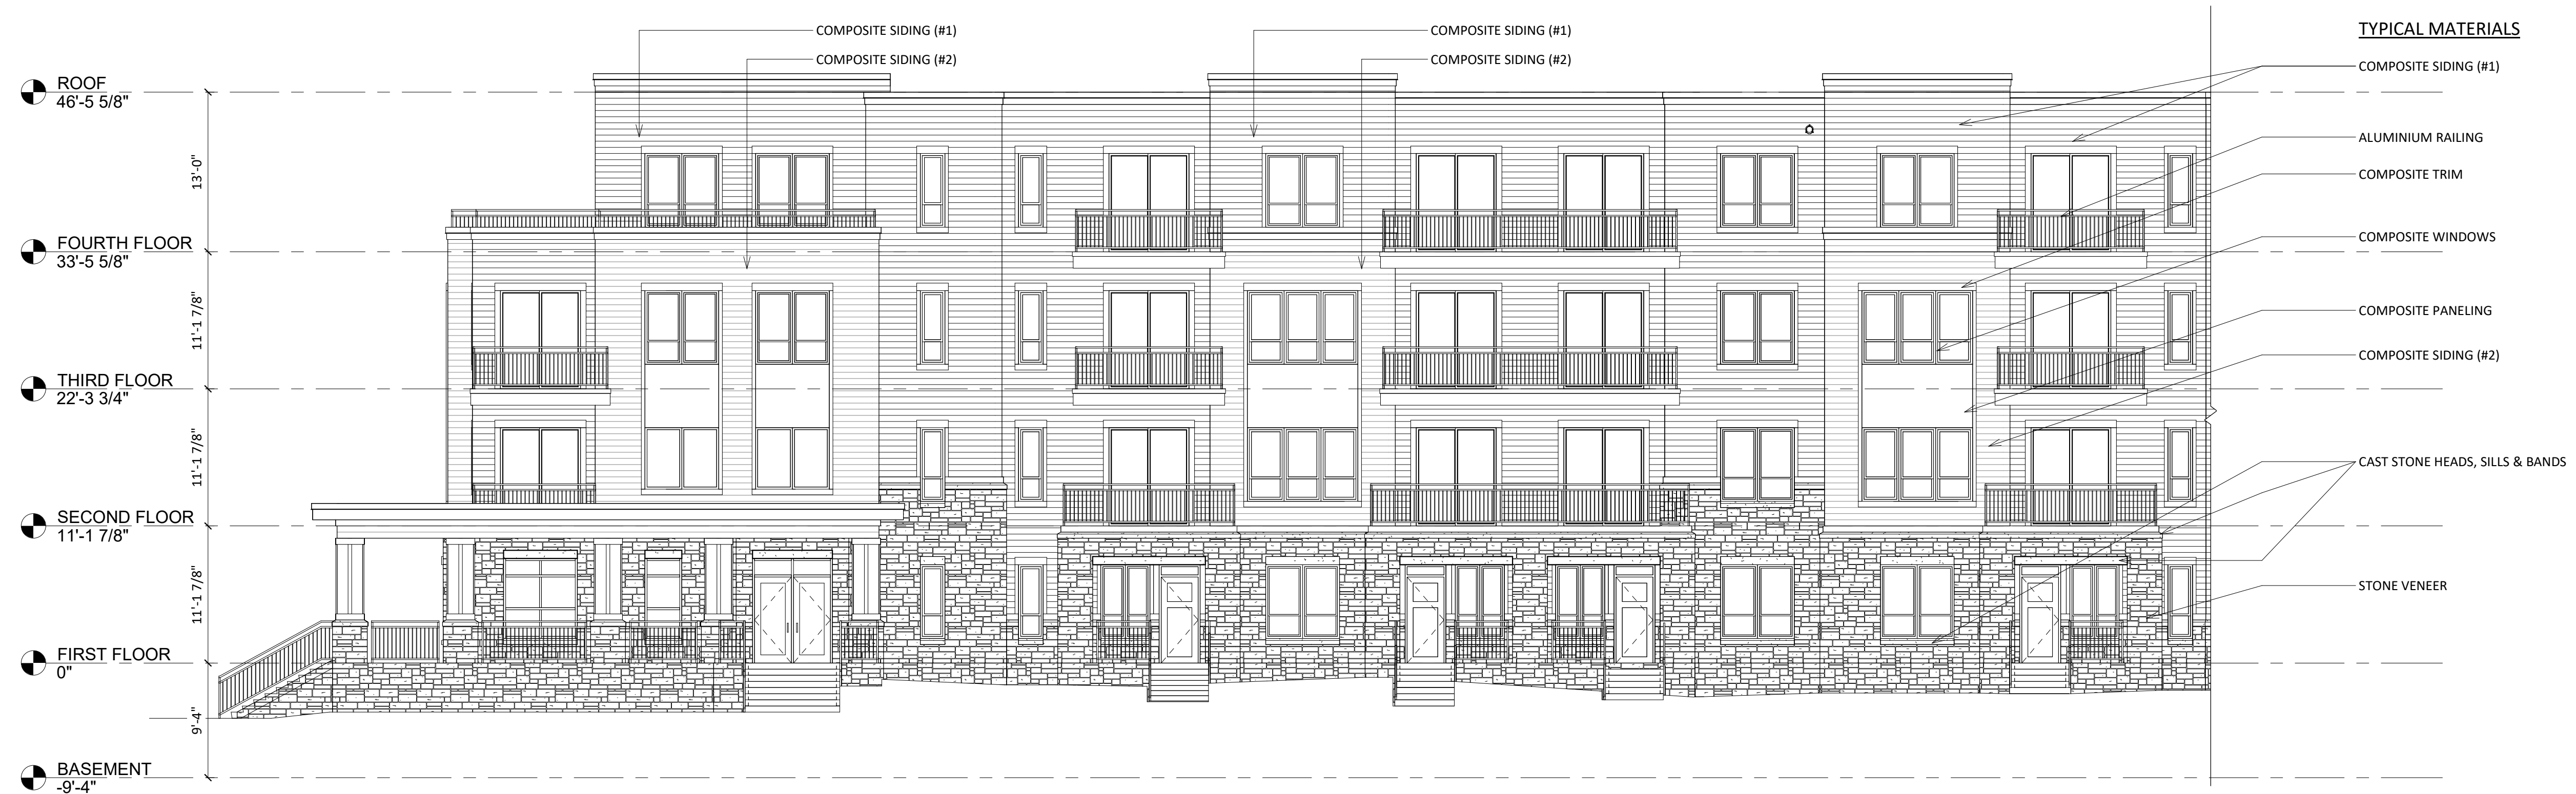 COMPOSITE SIDING (#1)
COMPOSITE SIDING (#2)
COMPOSITE SIDING (#1)
COMPOSITE SIDING (#2)
TYPICAL MATERIALS
COMPOSITE SIDING (#1)
ALUMINIUM RAILING
COMPOSITE TRIM
COMPOSITE WINDOWS
COMPOSITE PANELING
COMPOSITE SIDING (#2)
CAST STONE HEADS, SILLS & BANDS
STONE VENEER
ROOF
46'-5 5/8"
13'-0"
FOURTH FLOOR
33'-5 5/8"
11'-1 7/8"
THIRD FLOOR
22'-3 3/4"
11'-1 7/8"
SECOND FLOOR
11'-1 7/8"
11'-1 7/8"
FIRST FLOOR
0"
9'-4"
BASEMENT
-9'-4"